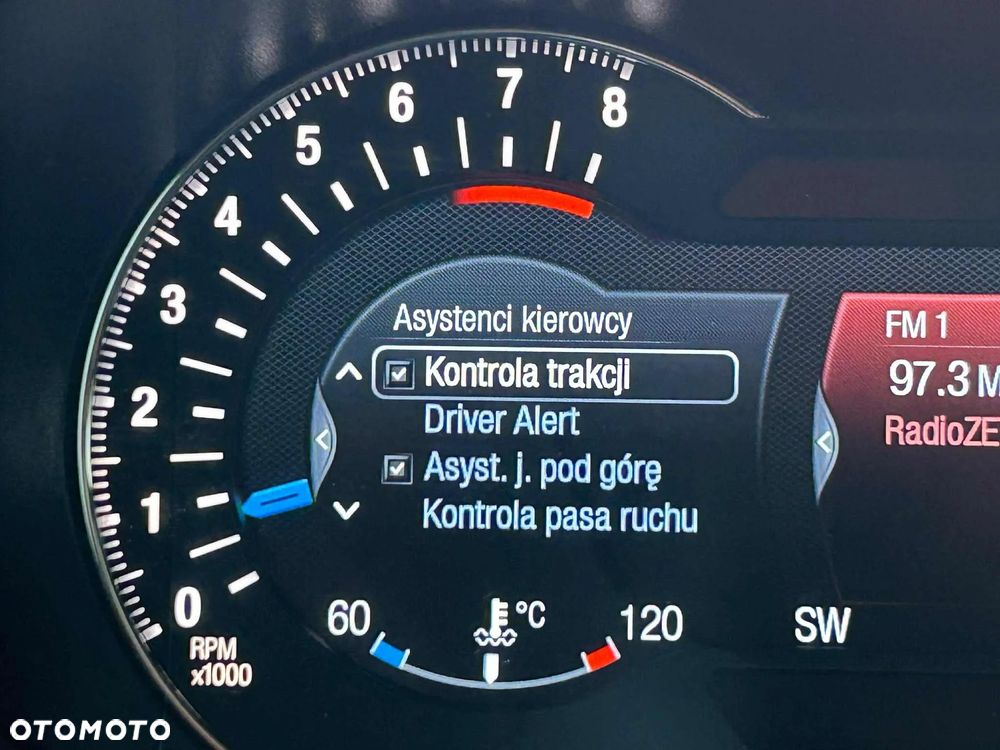 8
7
6
5
4
3
2
1
0
RPM
x1000
Asystenci kierowcy
Kontrola trakcji
Driver Alert
Asyst. j. pod górę
Kontrola pasa ruchu
60
°C
120
FM 1
97.3
RadioZE
SW
OTOMOTO